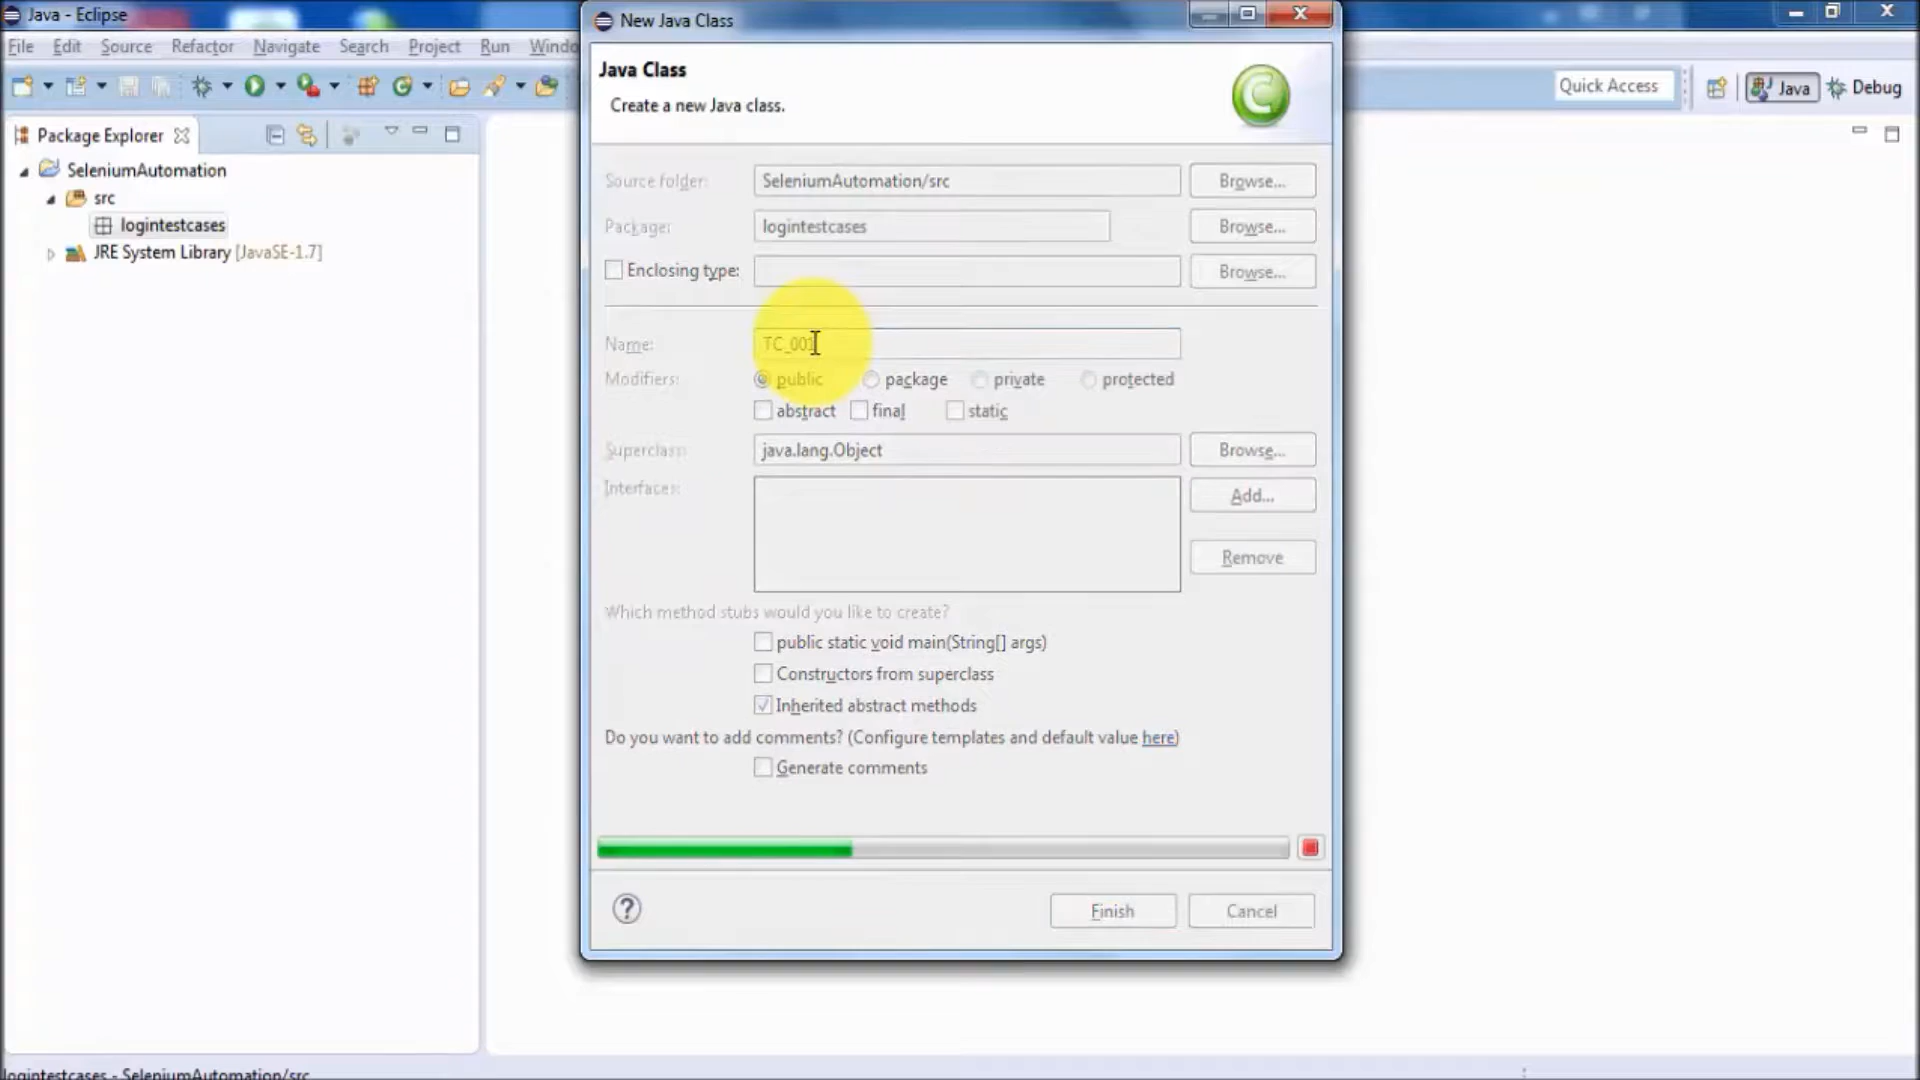 Java - Eclipse
New Java Class
File Edit Source Refactor Navigate Search Project Run Windo
Java Class
Create a new Java class.
Quick Access
Java
Debug
Package Explorer
SeleniumAutomation
src
logintestcases
JRE System Library [JavaSE-1.7]
Source folder: SeleniumAutomation/src Browse...
Package: logintestcases Browse...
Enclosing type: Browse...
Name: TC_001
Modifiers: public package private protected
abstract final static
Superclass: java.lang.Object Browse...
Interfaces: Add...
Remove
Which method stubs would you like to create?
public static void main(String[] args)
Constructors from superclass
Inherited abstract methods
Do you want to add comments? (Configure templates and default value here)
Generate comments
? Finish Cancel
logintestcases - SeleniumAutomation/src